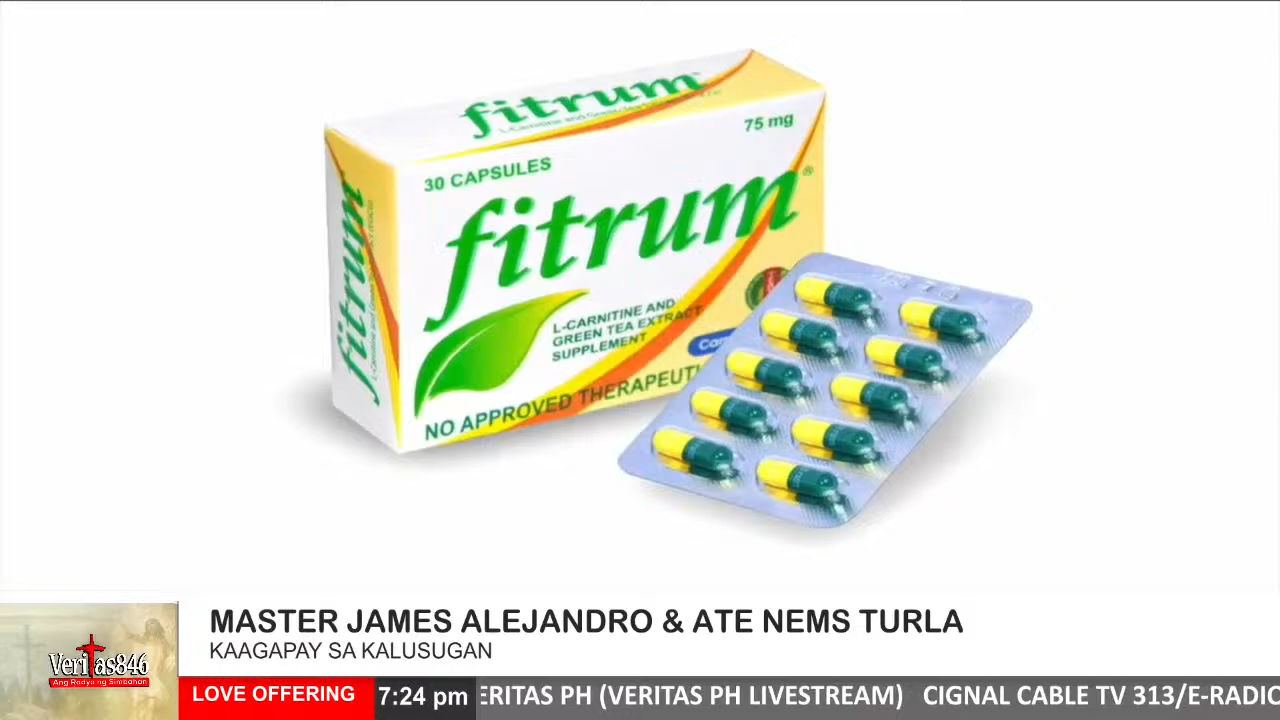 fitrum
75 mg
30 CAPSULES
fitrum®
fitrum
L-CARNITINE AND
GREEN TEA EXTRACT
SUPPLEMENT
NO APPROVED THERAPEUTI
MASTER JAMES ALEJANDRO & ATE NEMS TURLA
KAAGAPAY SA KALUSUGAN
Veritas846
Ang Radyo ng Simbahan
LOVE OFFERING
7:24 pm
ERITAS PH (VERITAS PH LIVESTREAM) CIGNAL CABLE TV 313/E-RADIO